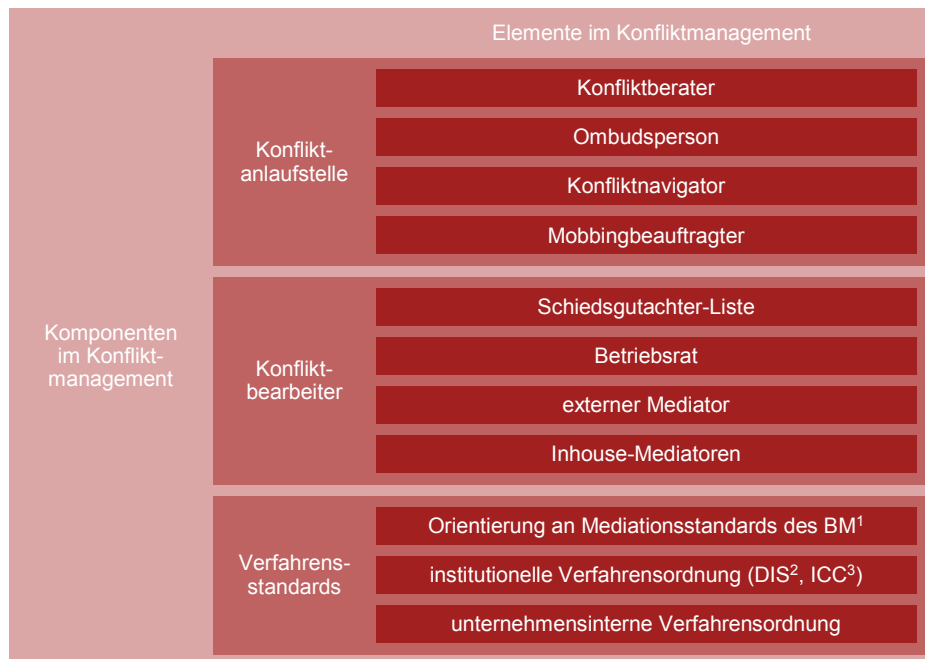 Elemente im Konfliktmanagement
Komponenten
im Konflikt-
management
Konflikt-
anlaufstelle
Konfliktberater
Ombudsperson
Konfliktnavigator
Mobbingbeauftragter
Konflikt-
bearbeiter
Schiedsgutachter-Liste
Betriebsrat
externer Mediator
Inhouse-Mediatoren
Verfahrens-
standards
Orientierung an Mediationsstandards des BM¹
institutionelle Verfahrensordnung (DIS², ICC³)
unternehmensinterne Verfahrensordnung